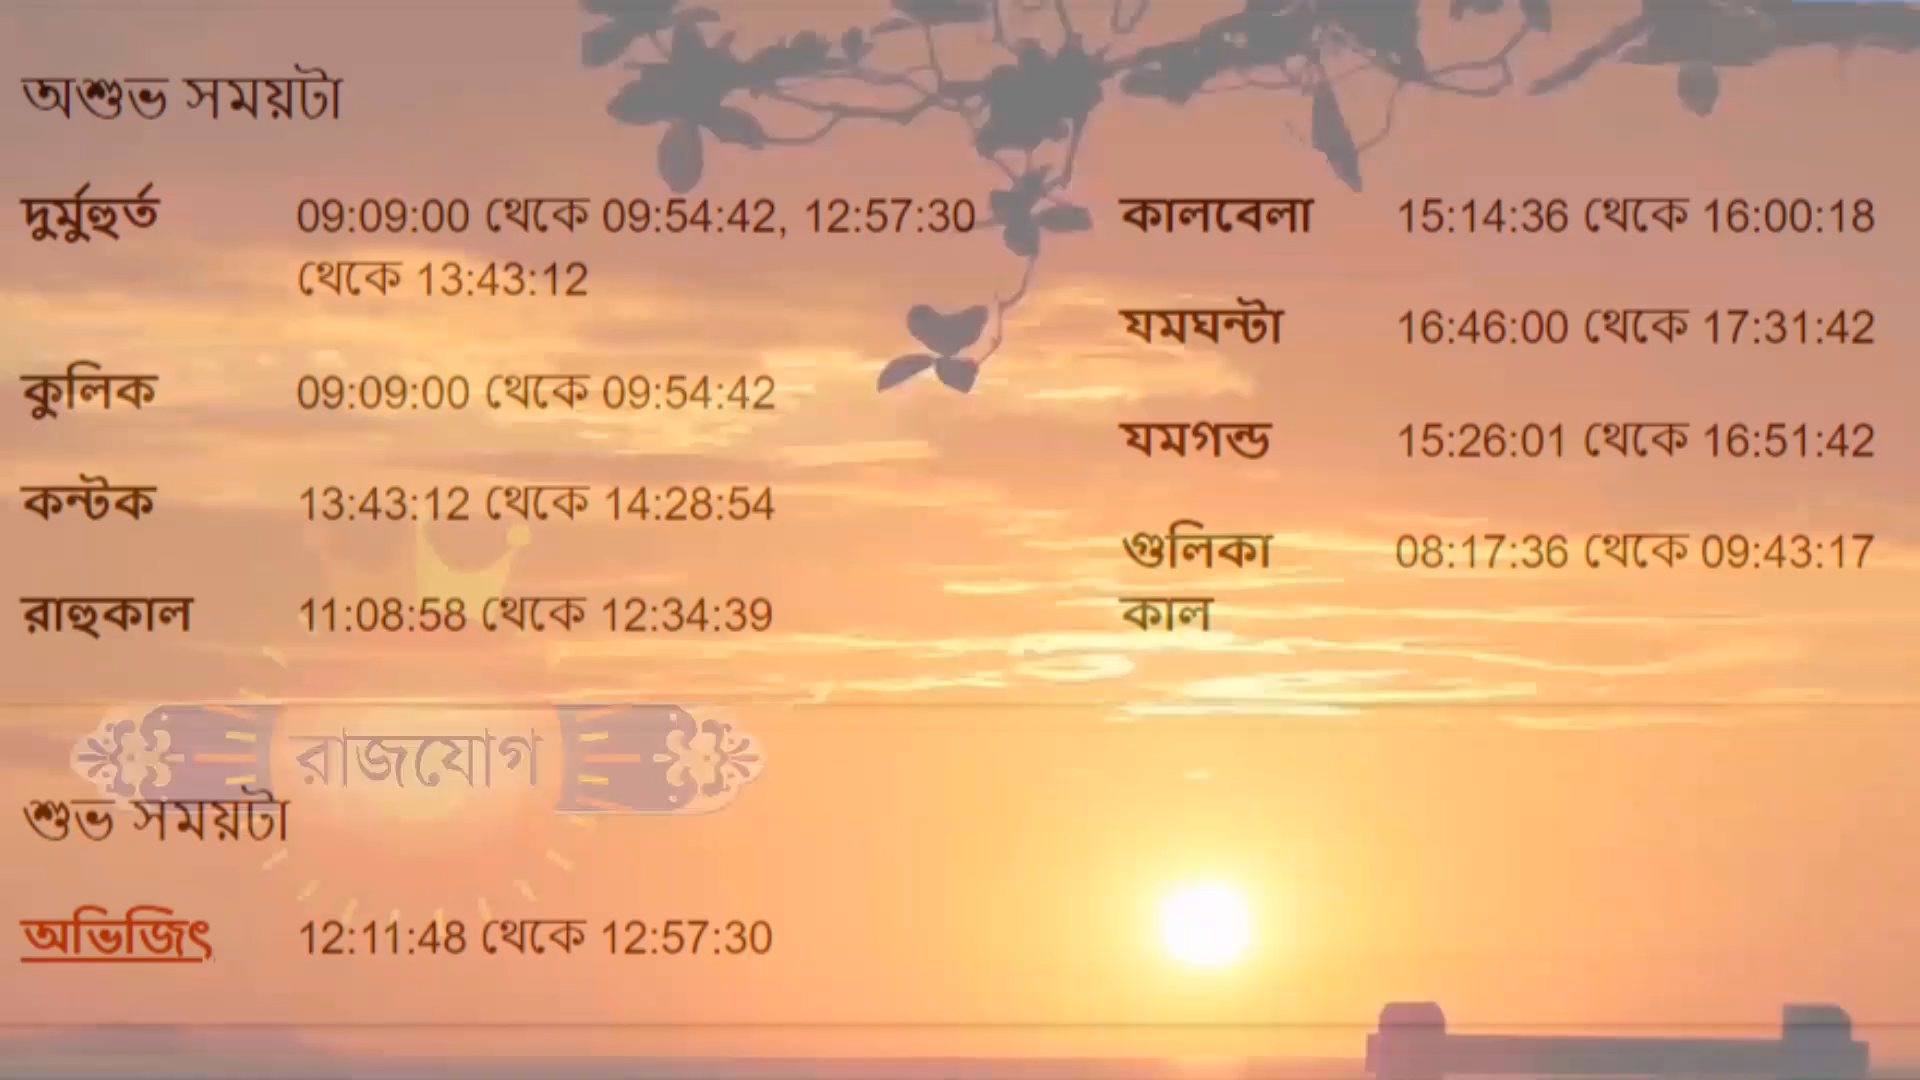 অশুভ সময়টা
দুর্মুহুর্ত 09:09:00 থেকে 09:54:42, 12:57:30
থেকে 13:43:12
কুলিক 09:09:00 থেকে 09:54:42
কন্টক 13:43:12 থেকে 14:28:54
রাহুকাল 11:08:58 থেকে 12:34:39
কালবেলা 15:14:36 থেকে 16:00:18
যমঘন্টা 16:46:00 থেকে 17:31:42
যমগন্ড 15:26:01 থেকে 16:51:42
গুলিকা 08:17:36 থেকে 09:43:17
কাল
রাজযোগ
শুভ সময়টা
অভিজিৎ 12:11:48 থেকে 12:57:30